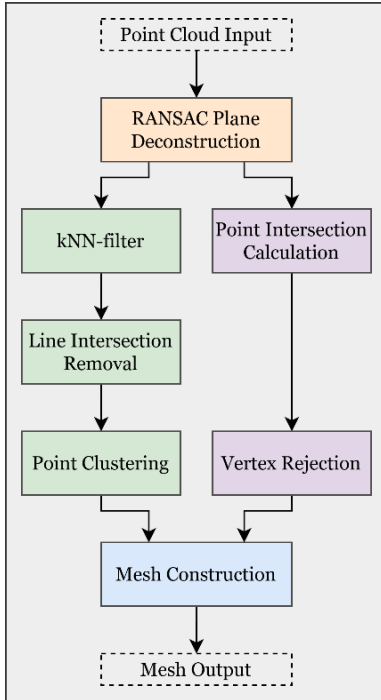 Point Cloud Input
RANSAC Plane
Deconstruction
kNN-filter
Point Intersection
Calculation
Line Intersection
Removal
Point Clustering
Vertex Rejection
Mesh Construction
Mesh Output